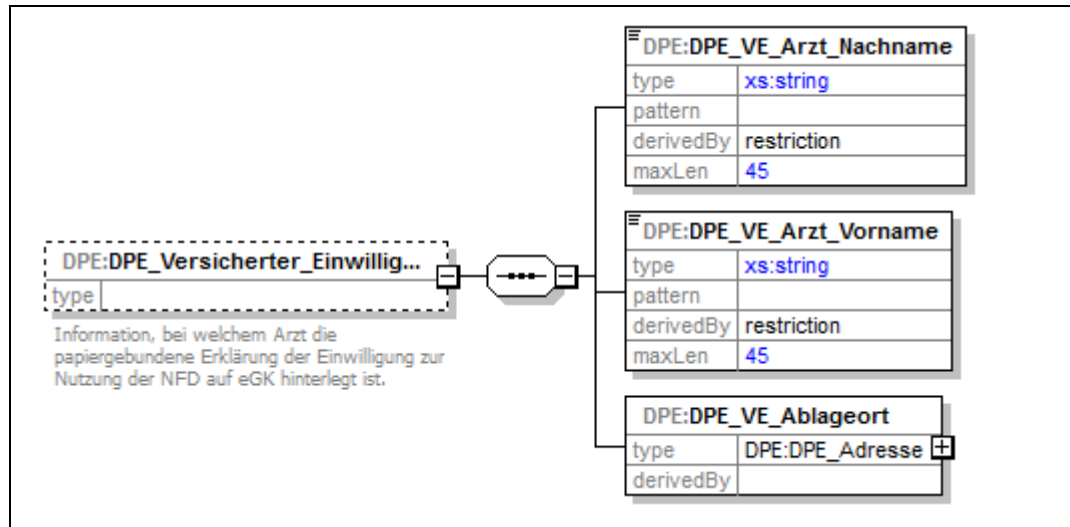 DPE:DPE_VE_Arzt_Nachname
type xs:string
pattern
derivedBy restriction
maxLen 45
DPE:DPE_Versicherter_Einwillig...
type
Information, bei welchem Arzt die
papiergebundene Erklärung der Einwilligung zur
Nutzung der NFD auf eGK hinterlegt ist.
DPE:DPE_VE_Arzt_Vorname
type xs:string
pattern
derivedBy restriction
maxLen 45
DPE:DPE_VE_Ablageort
type DPE:DPE_Adresse
derivedBy